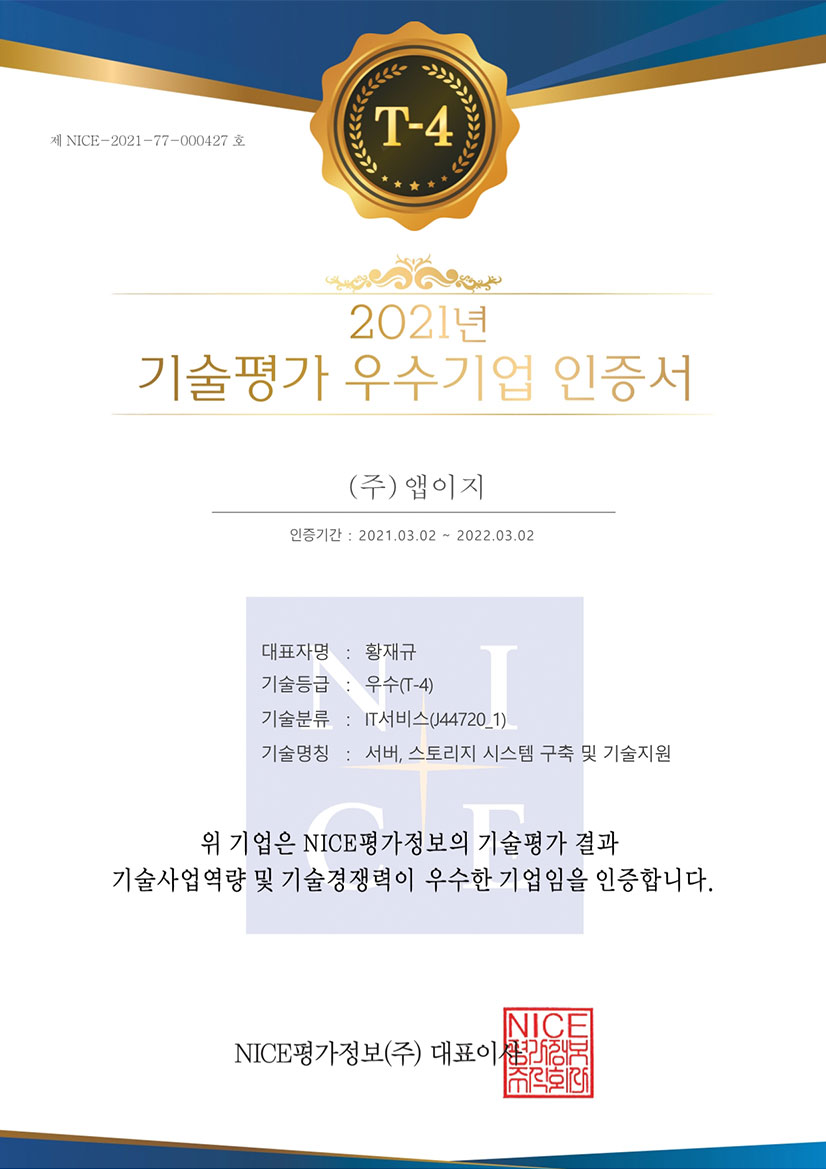 T-4
제 NICE-2021-77-000427 호
2021년
기술평가 우수기업 인증서
(주) 앱이지
인증기간 : 2021.03.02 ~ 2022.03.02
NICE
대표자명 : 황재규
기술등급 : 우수(T-4)
기술분류 : IT서비스(J44720_1)
기술명칭 : 서버, 스토리지 시스템 구축 및 기술지원
위 기업은 NICE평가정보의 기술평가 결과
기술사업역량 및 기술경쟁력이 우수한 기업임을 인증합니다.
NICE평가정보(주) 대표이사
NICE
평가정보
주식회사